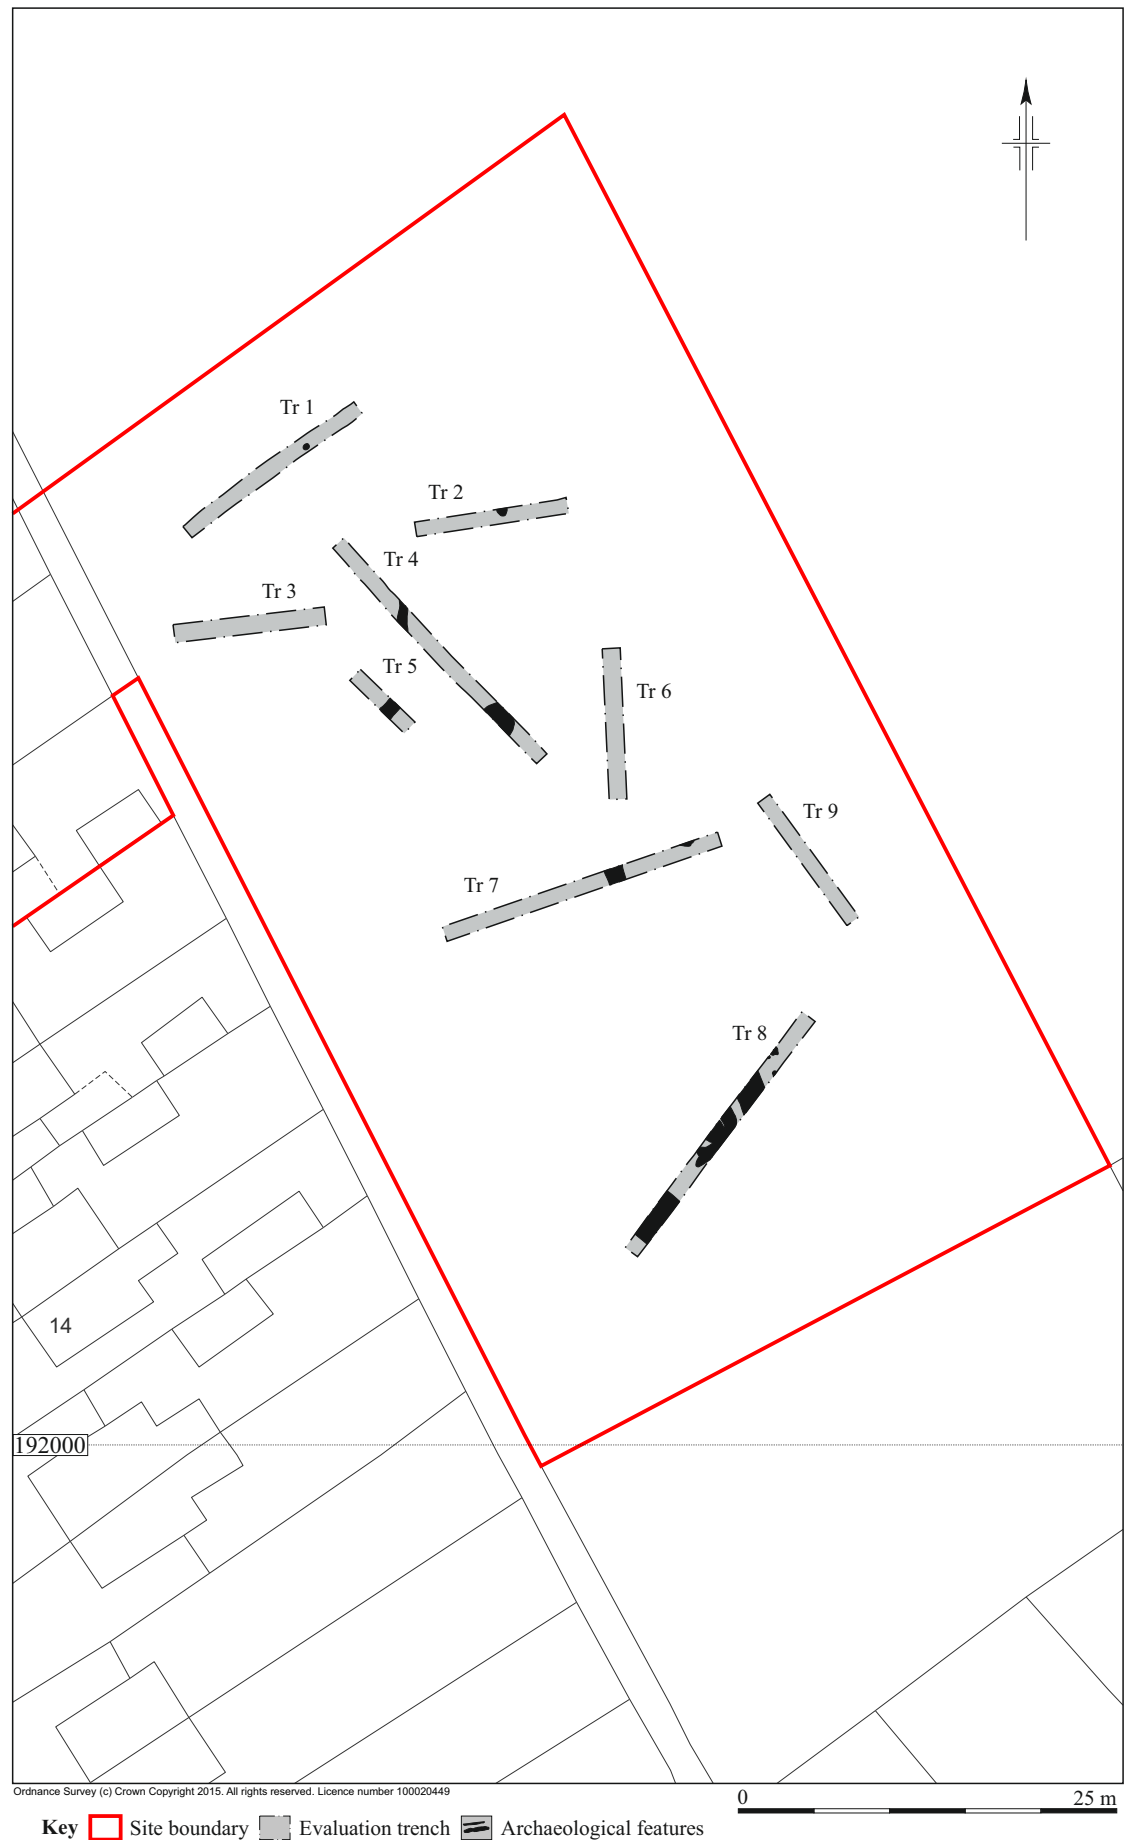 Tr 1
Tr 2
Tr 4
Tr 3
Tr 5
Tr 6
Tr 9
Tr 7
Tr 8
14
192000
Ordnance Survey (c) Crown Copyright 2015. All rights reserved. Licence number 100020449
0 25 m
Key Site boundary Evaluation trench Archaeological features